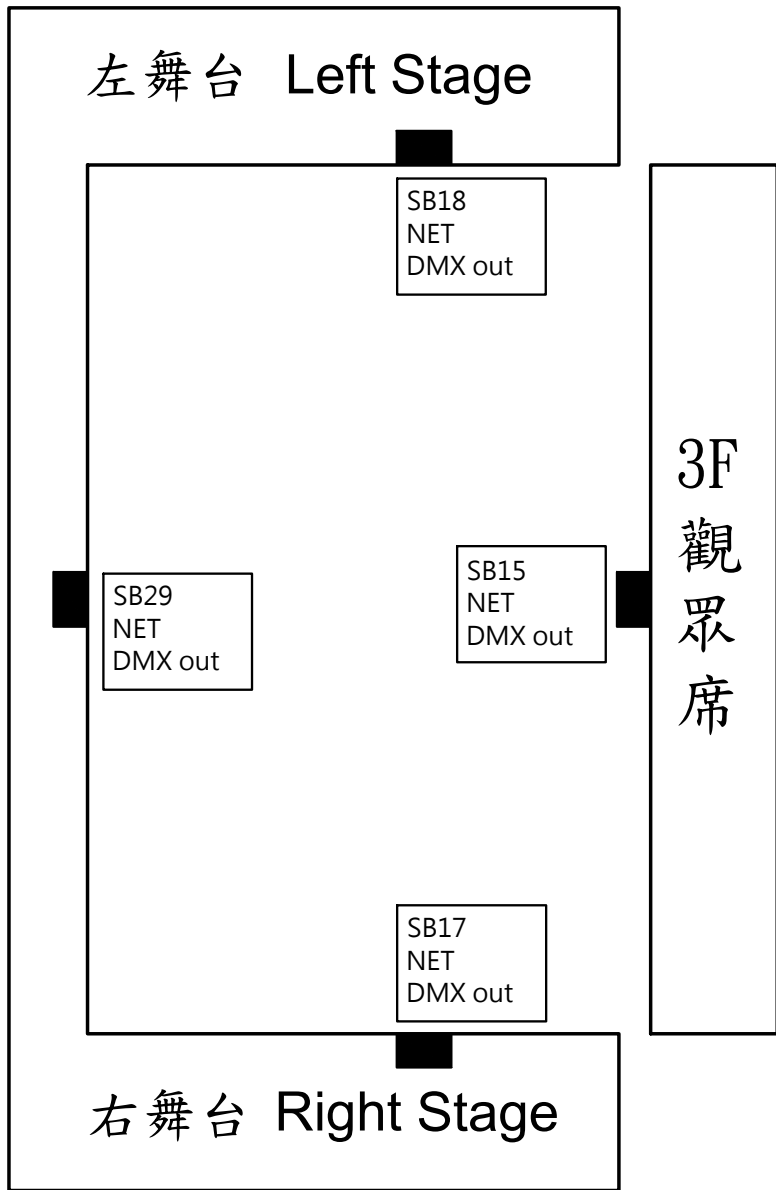 左舞台 Left Stage
SB18
NET
DMX out
3F
觀
眾
席
SB29
NET
DMX out
SB15
NET
DMX out
SB17
NET
DMX out
右舞台 Right Stage